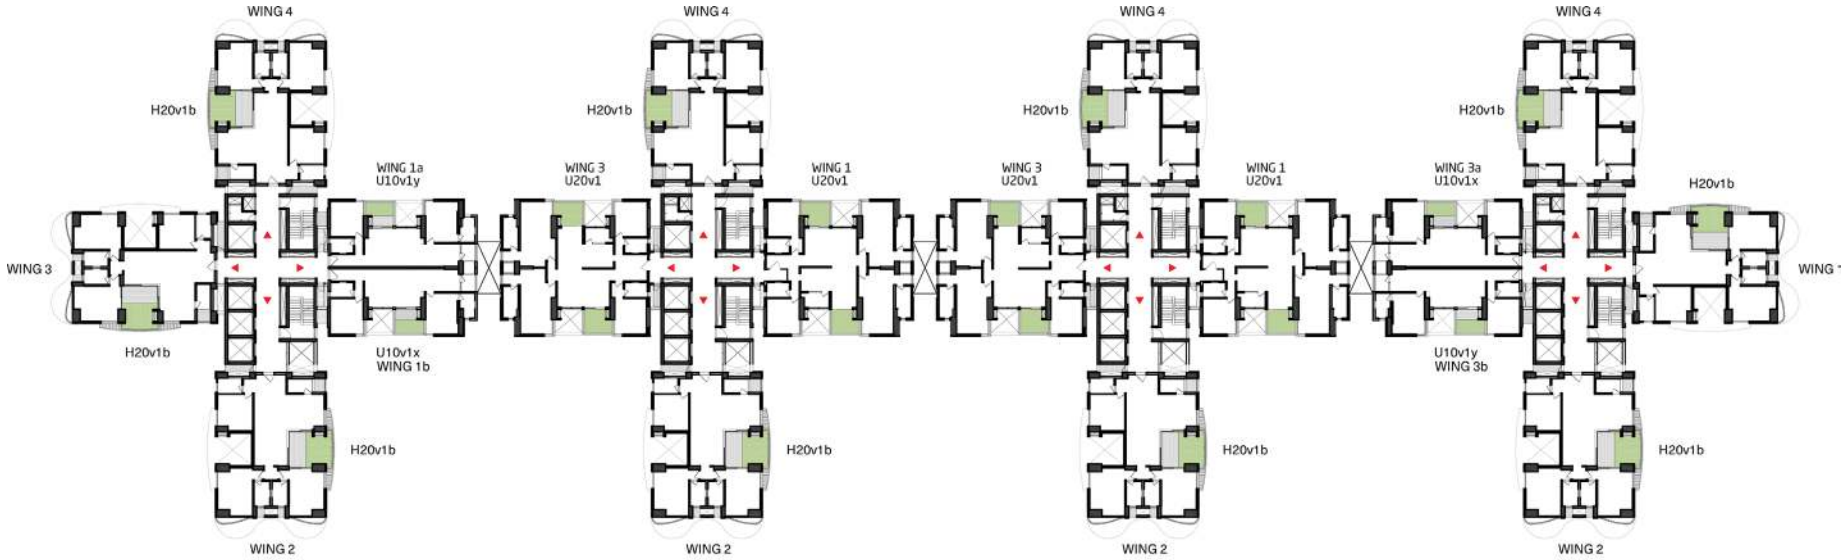 WING 4
WING 4
WING 4
WING 4
H20v1b
H20v1b
H20v1b
H20v1b
WING 1a
U10v1y
WING 3
U20v1
WING 1
U20v1
WING 3
U20v1
WING 1
U20v1
WING 3a
U10v1x
H20v1b
WING 3
WING 1
H20v1b
U10v1x
WING 1b
U10v1y
WING 3b
H20v1b
H20v1b
H20v1b
H20v1b
WING 2
WING 2
WING 2
WING 2